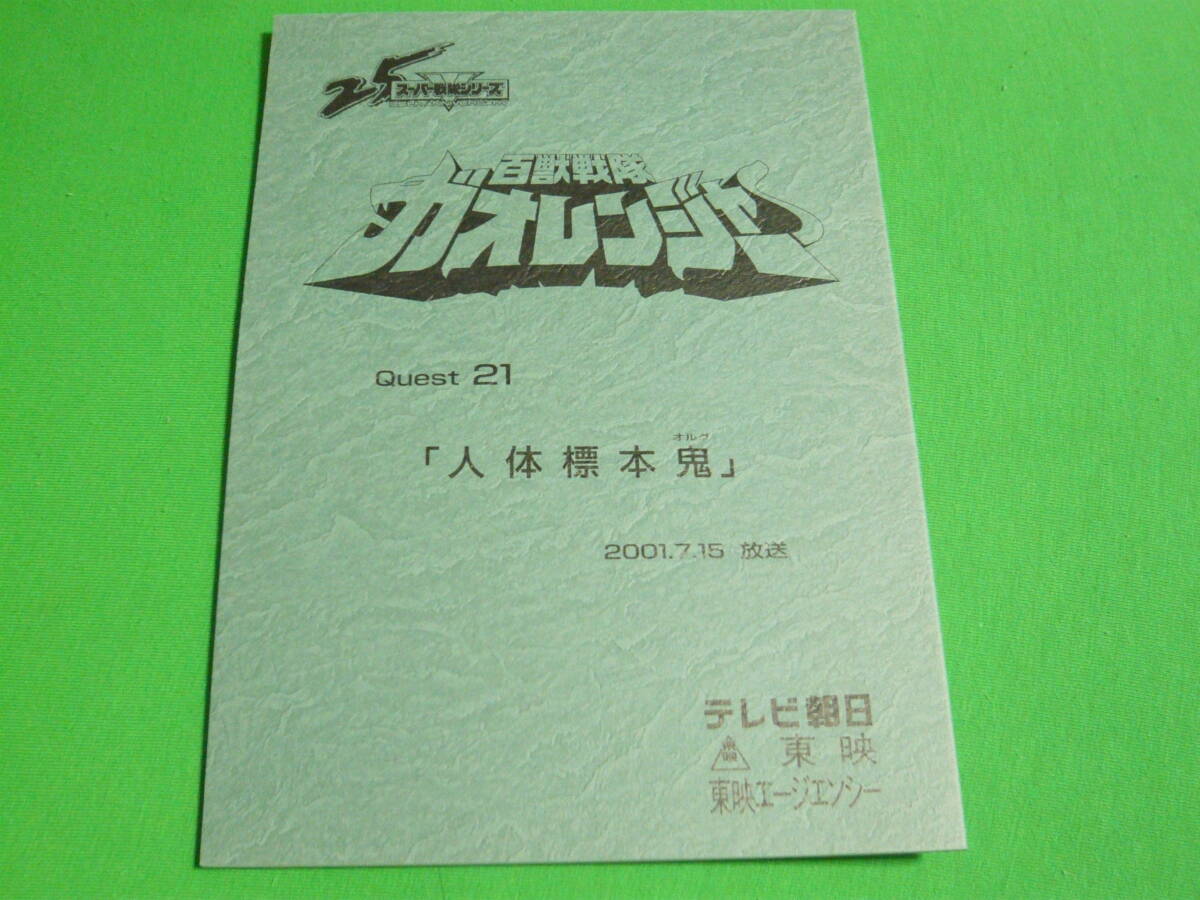 25 スーパー戦隊シリーズ
百獣戦隊
ガオレンジャー
Quest 21
オルグ
「人体標本鬼」
2001.7.15 放送
テレビ朝日
東映
東映エージエンシー